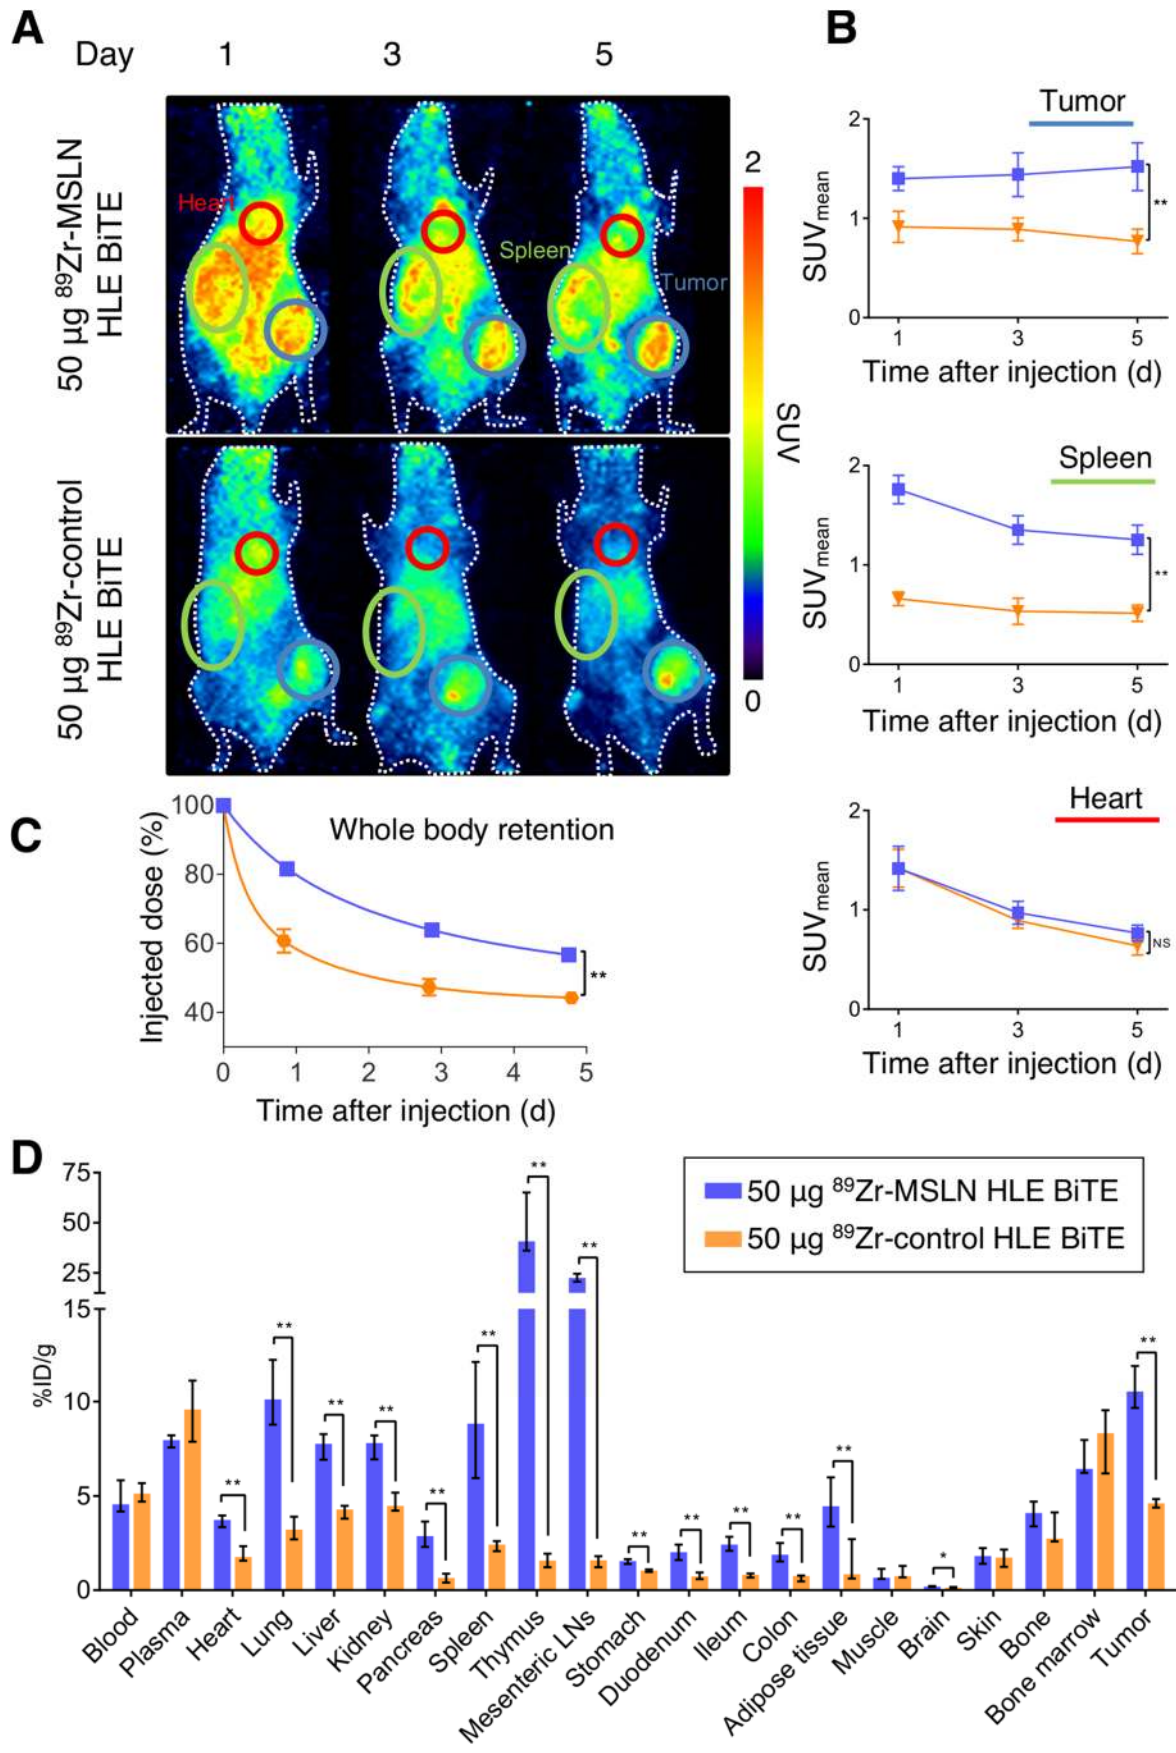 A
Day 1 3 5
50 µg ⁸⁹Zr-MSLN
HLE BiTE
Heart
Spleen
Tumor
50 µg ⁸⁹Zr-control
HLE BiTE
2
SUV
0
B
Tumor
2
1
0
SUVmean
**
1 3 5
Time after injection (d)
Spleen
2
1
0
SUVmean
**
1 3 5
Time after injection (d)
Heart
2
1
0
SUVmean
NS
1 3 5
Time after injection (d)
C
Whole body retention
Injected dose (%)
100
80
60
40
**
0 1 2 3 4 5
Time after injection (d)
D
50 µg ⁸⁹Zr-MSLN HLE BiTE
50 µg ⁸⁹Zr-control HLE BiTE
%ID/g
75
50
25
15
10
5
0
** ** ** ** ** ** ** ** ** ** ** ** ** * **
Blood
Plasma
Heart
Lung
Liver
Kidney
Pancreas
Spleen
Thymus
Mesenteric LNs
Stomach
Duodenum
Ileum
Colon
Adipose tissue
Muscle
Brain
Skin
Bone
Bone marrow
Tumor